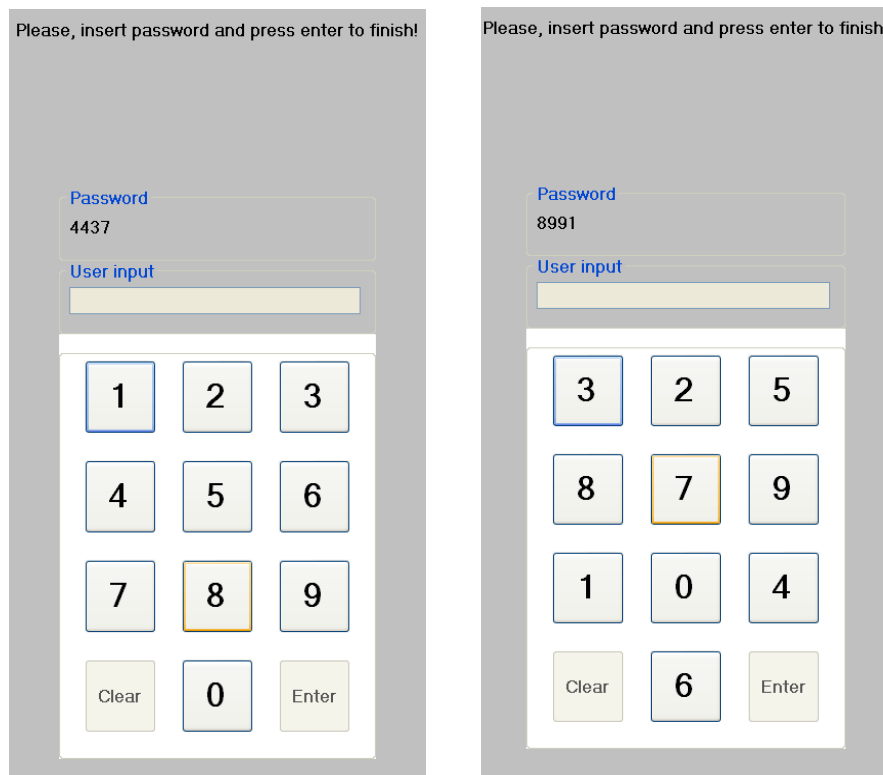 Please, insert password and press enter to finish!
Password
4437
User input
1 2 3
4 5 6
7 8 9
Clear 0 Enter
Please, insert password and press enter to finish
Password
8991
User input
3 2 5
8 7 9
1 0 4
Clear 6 Enter